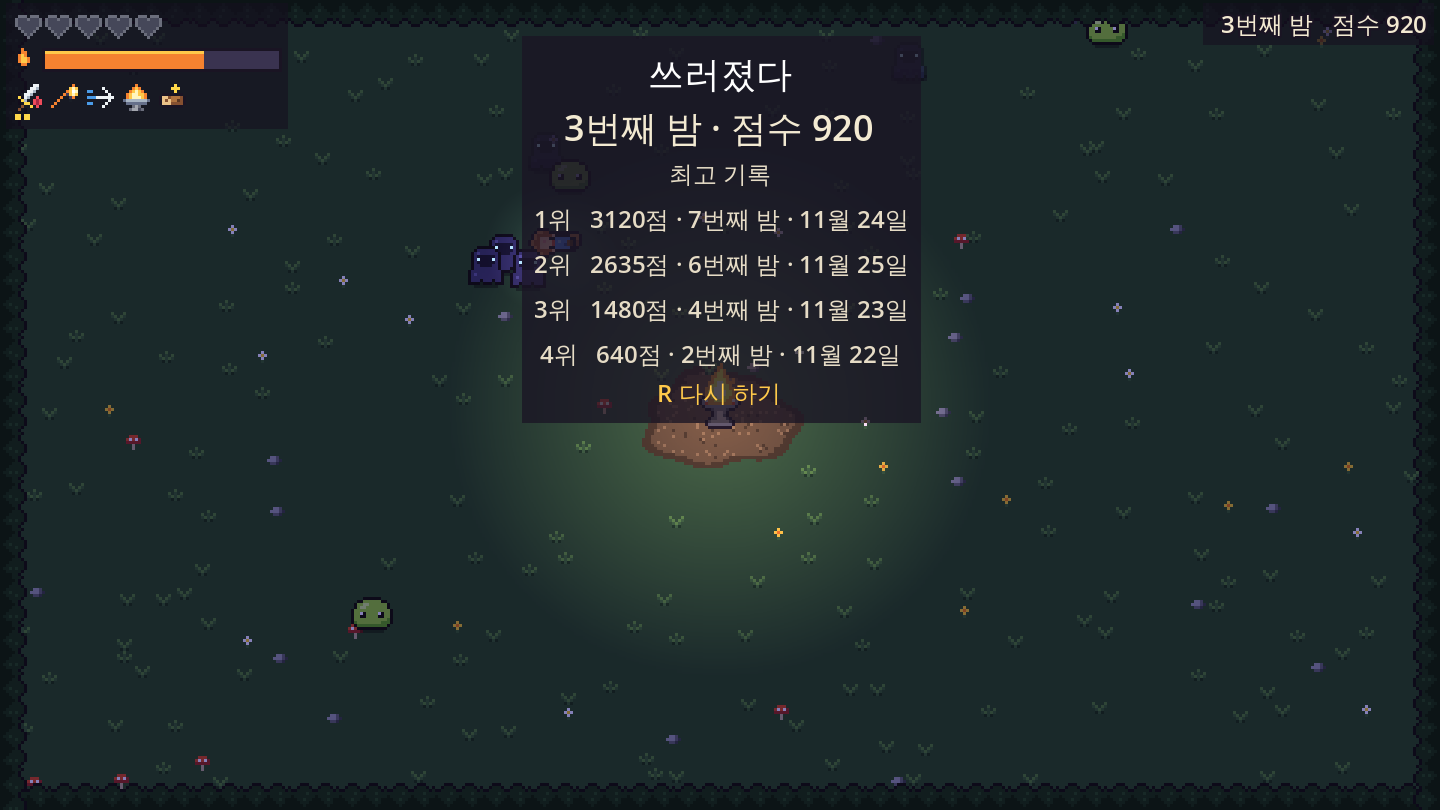 3번째 밤 · 점수 920
쓰러졌다
3번째 밤 · 점수 920
최고 기록
1위 3120점 · 7번째 밤 · 11월 24일
2위 2635점 · 6번째 밤 · 11월 25일
3위 1480점 · 4번째 밤 · 11월 23일
4위 640점 · 2번째 밤 · 11월 22일
R 다시 하기